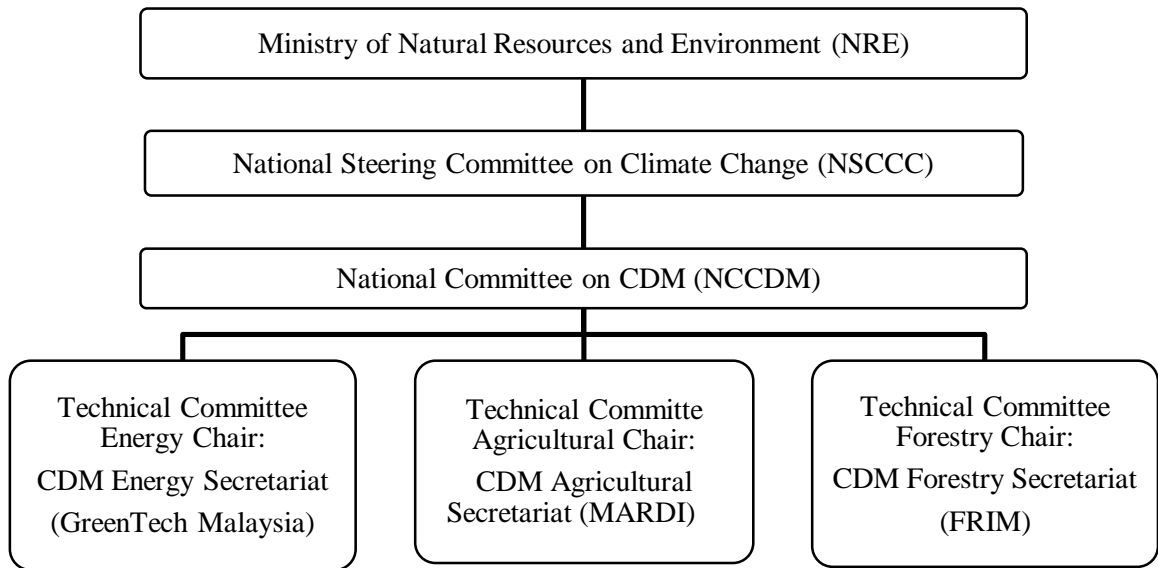 Ministry of Natural Resources and Environment (NRE)
National Steering Committee on Climate Change (NSCCC)
National Committee on CDM (NCCDM)
Technical Committee
Energy Chair:
CDM Energy Secretariat
(GreenTech Malaysia)
Technical Committe
Agricultural Chair:
CDM Agricultural
Secretariat (MARDI)
Technical Committee
Forestry Chair:
CDM Forestry Secretariat
(FRIM)